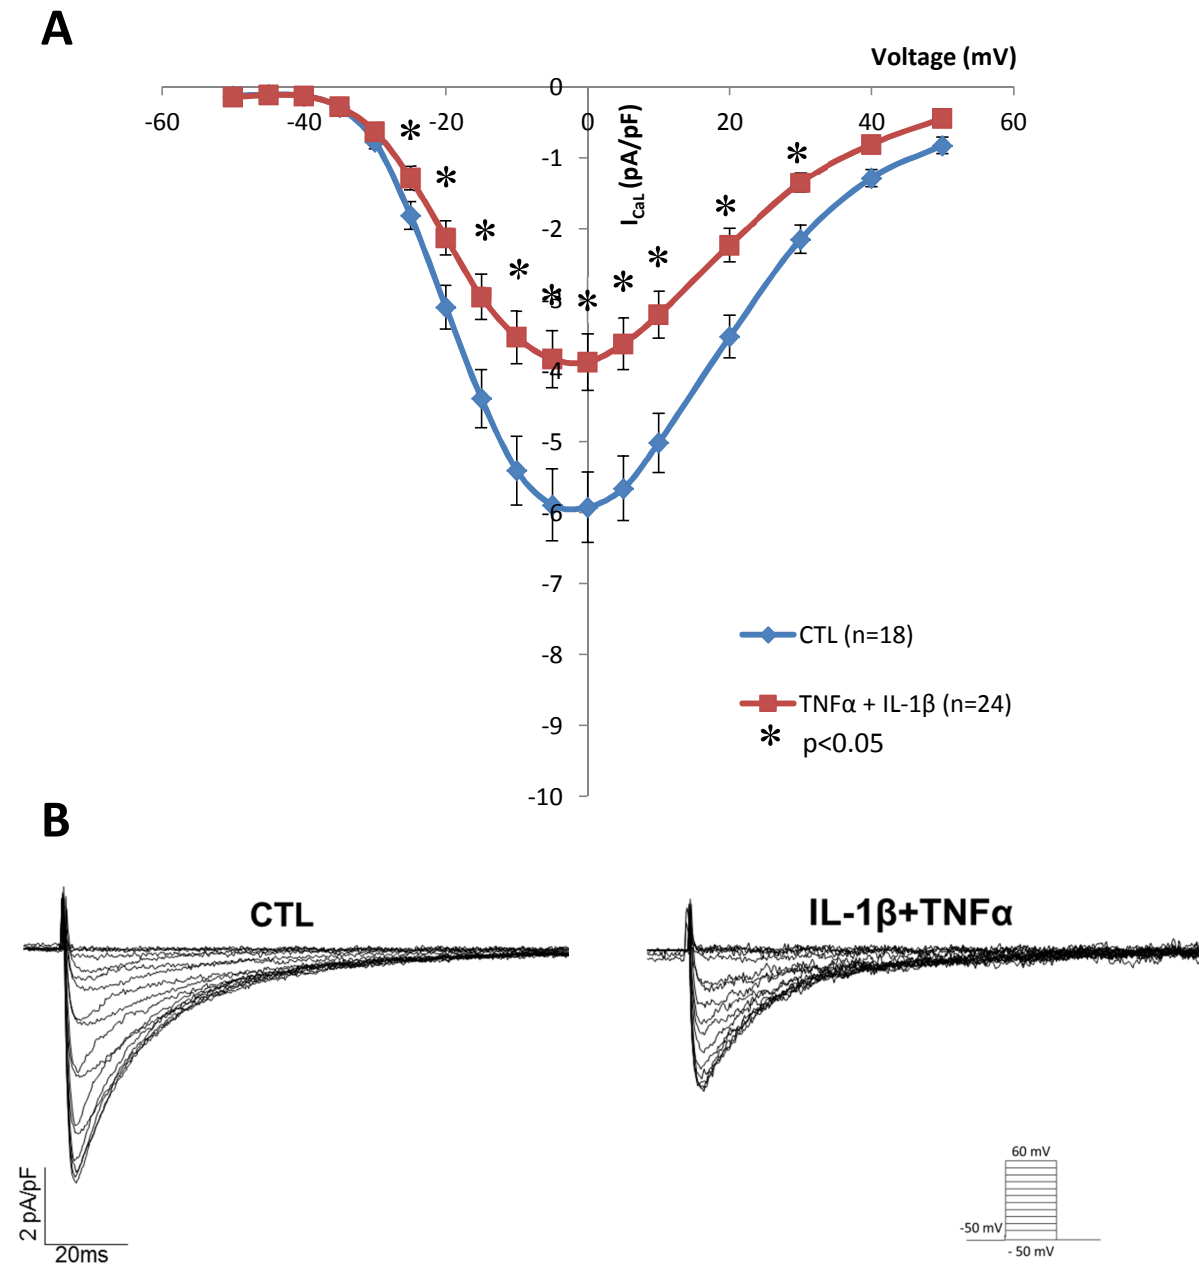 A
Voltage (mV)
0
-60
-40
-20
0
20
40
60
I_CaL (pA/pF)
*
*
*
*
*
*
*
*
*
*
-1
-2
-3
-4
-5
-6
-7
-8
-9
-10
CTL (n=18)
TNFα + IL-1β (n=24)
* p<0.05
B
CTL
IL-1β+TNFα
2 pA/pF
20ms
60 mV
-50 mV
- 50 mV